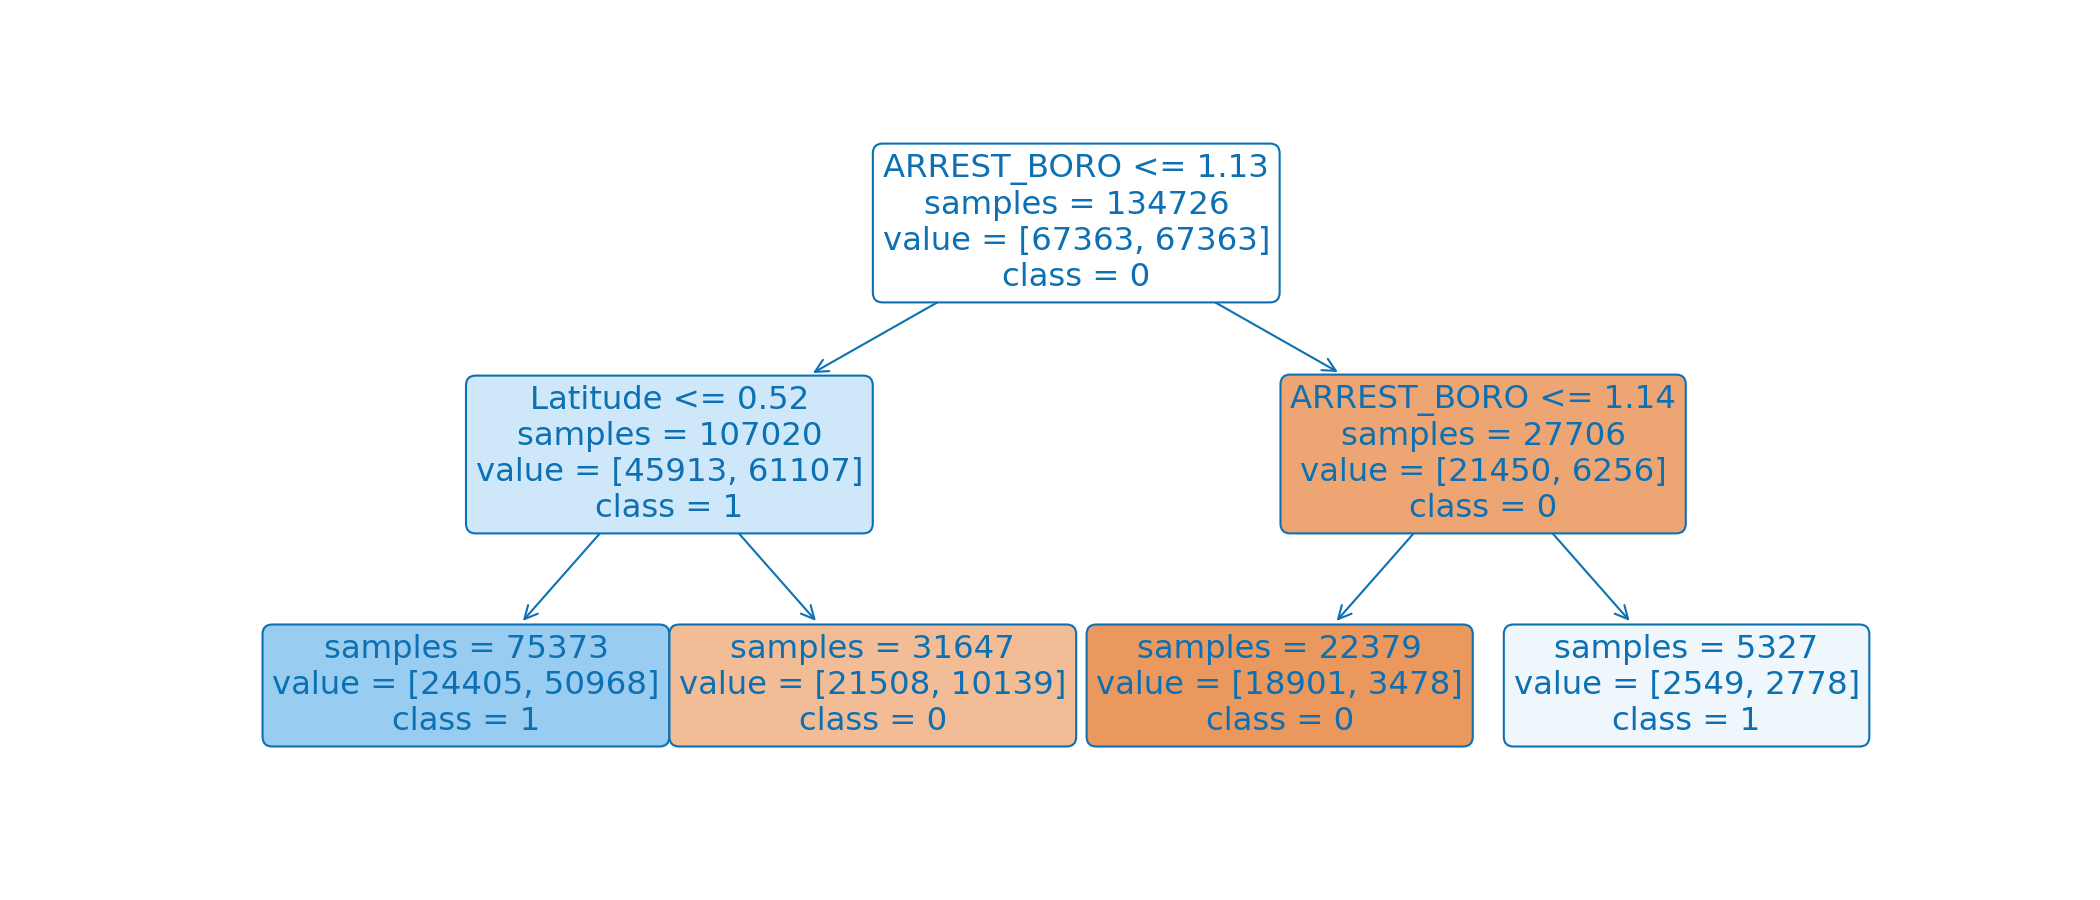 ARREST_BORO <= 1.13
samples = 134726
value = [67363, 67363]
class = 0
Latitude <= 0.52
samples = 107020
value = [45913, 61107]
class = 1
ARREST_BORO <= 1.14
samples = 27706
value = [21450, 6256]
class = 0
samples = 75373
value = [24405, 50968]
class = 1
samples = 31647
value = [21508, 10139]
class = 0
samples = 22379
value = [18901, 3478]
class = 0
samples = 5327
value = [2549, 2778]
class = 1